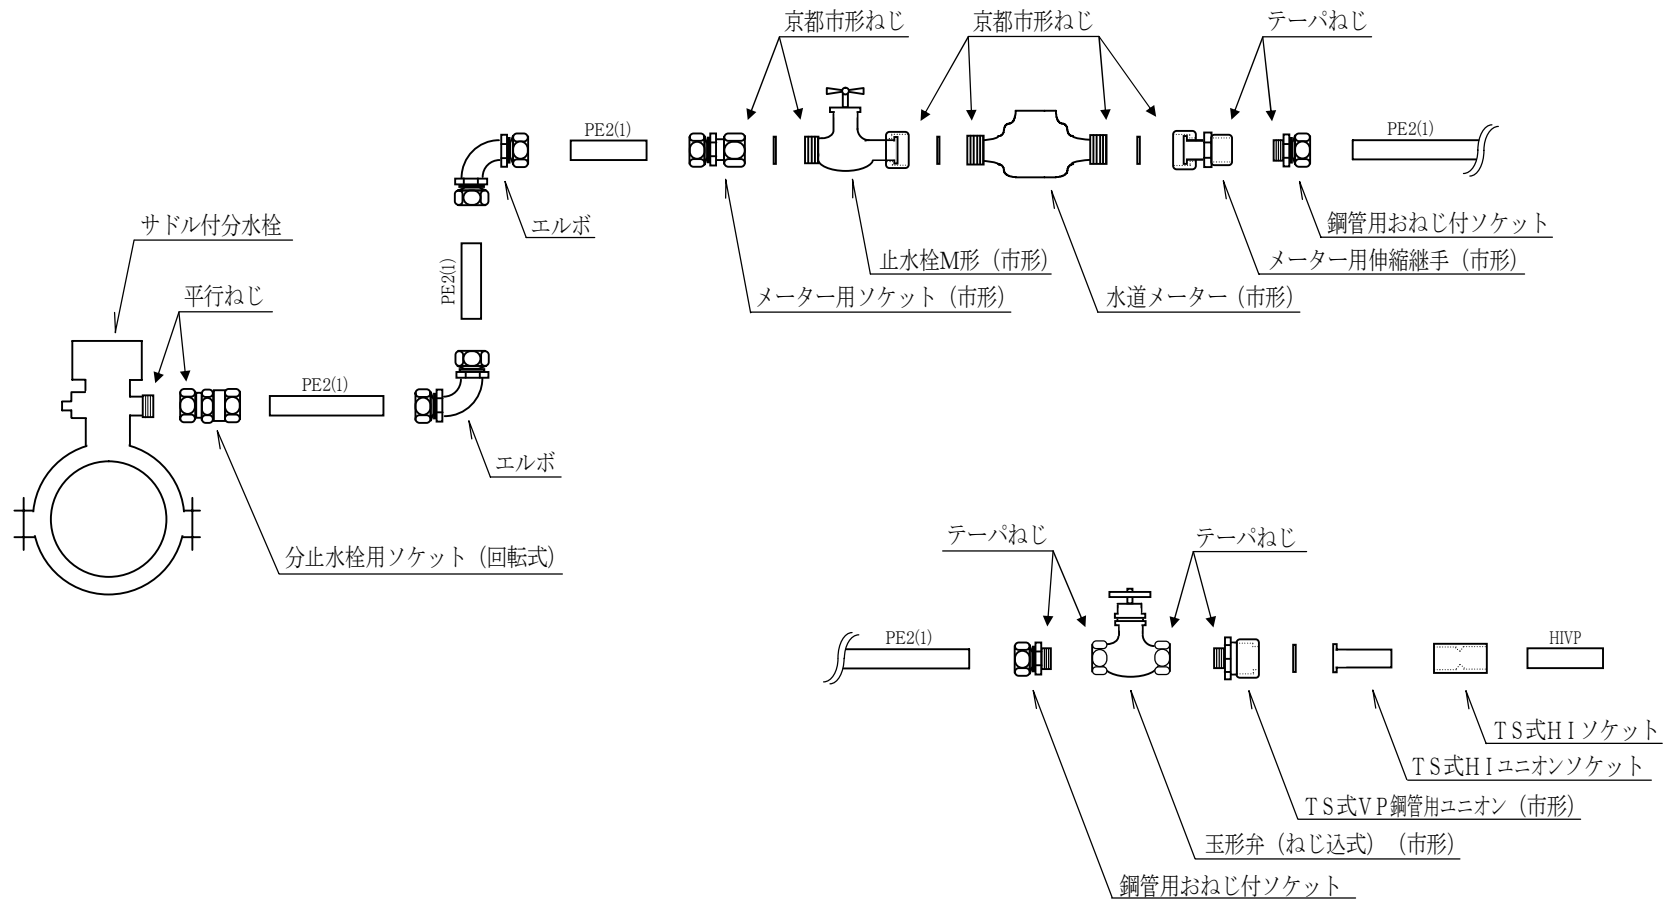 京都市形ねじ
京都市形ねじ
テーパねじ
PE2(1)
PE2(1)
エルボ
鋼管用おねじ付ソケット
サドル付分水栓
止水栓M形（市形）
メーター用伸縮継手（市形）
PE2(1)
平行ねじ
メーター用ソケット（市形）
水道メーター（市形）
PE2(1)
エルボ
分止水栓用ソケット（回転式）
テーパねじ
テーパねじ
PE2(1)
HIVP
ＴＳ式ＨＩソケット
ＴＳ式ＨＩユニオンソケット
ＴＳ式ＶＰ鋼管用ユニオン（市形）
玉形弁（ねじ込式）（市形）
鋼管用おねじ付ソケット